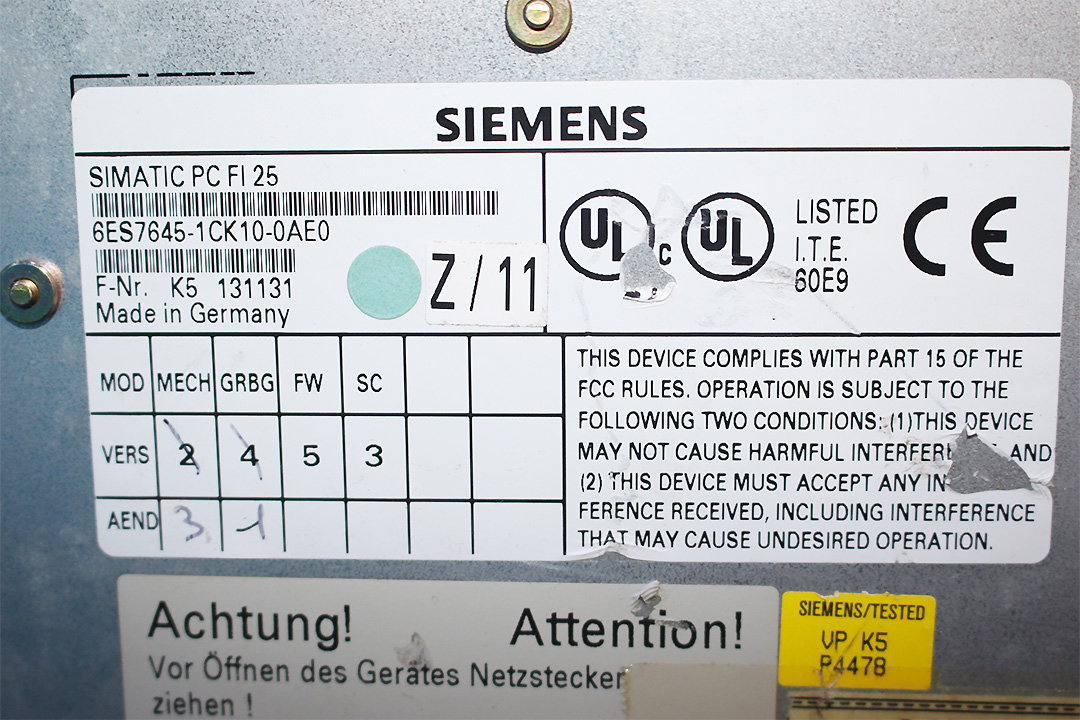 SIEMENS
SIMATIC PC FI 25
6ES7645-1CK10-0AE0
F-Nr. K5 131131
Made in Germany
Z/11
UL
c UL
LISTED
I.T.E.
60E9
CE
MOD MECH GRBG FW SC
VERS 2 4 5 3
AEND 3 1
THIS DEVICE COMPLIES WITH PART 15 OF THE
FCC RULES. OPERATION IS SUBJECT TO THE
FOLLOWING TWO CONDITIONS: (1)THIS DEVICE
MAY NOT CAUSE HARMFUL AND
(2) THIS DEVICE MUST ACCEPT ANY
FERENCE RECEIVED, INCLUDING INTERFERENCE
THAT MAY CAUSE UNDESIRED OPERATION.
Achtung!
Vor Öffnen des Gerätes Netzstecker
ziehen !
Attention!
SIEMENS/TESTED
VP K5
P4478